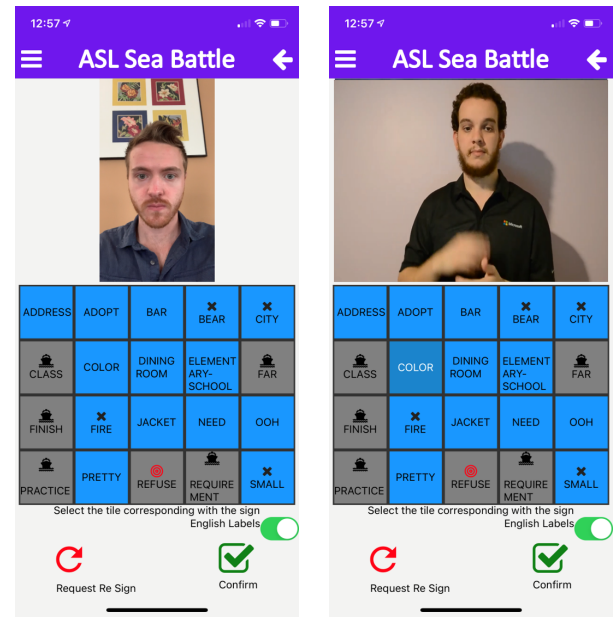 12:57
ASL Sea Battle
ADDRESS ADOPT BAR BEAR CITY
CLASS COLOR DINING ROOM ELEMENT ARY- SCHOOL FAR
FINISH FIRE JACKET NEED OOH
PRACTICE PRETTY REFUSE REQUIRE MENT SMALL
Select the tile corresponding with the sign
English Labels
Request Re Sign Confirm
12:57
ASL Sea Battle
Microsoft
ADDRESS ADOPT BAR BEAR CITY
CLASS COLOR DINING ROOM ELEMENT ARY- SCHOOL FAR
FINISH FIRE JACKET NEED OOH
PRACTICE PRETTY REFUSE REQUIRE MENT SMALL
Select the tile corresponding with the sign
English Labels
Request Re Sign Confirm